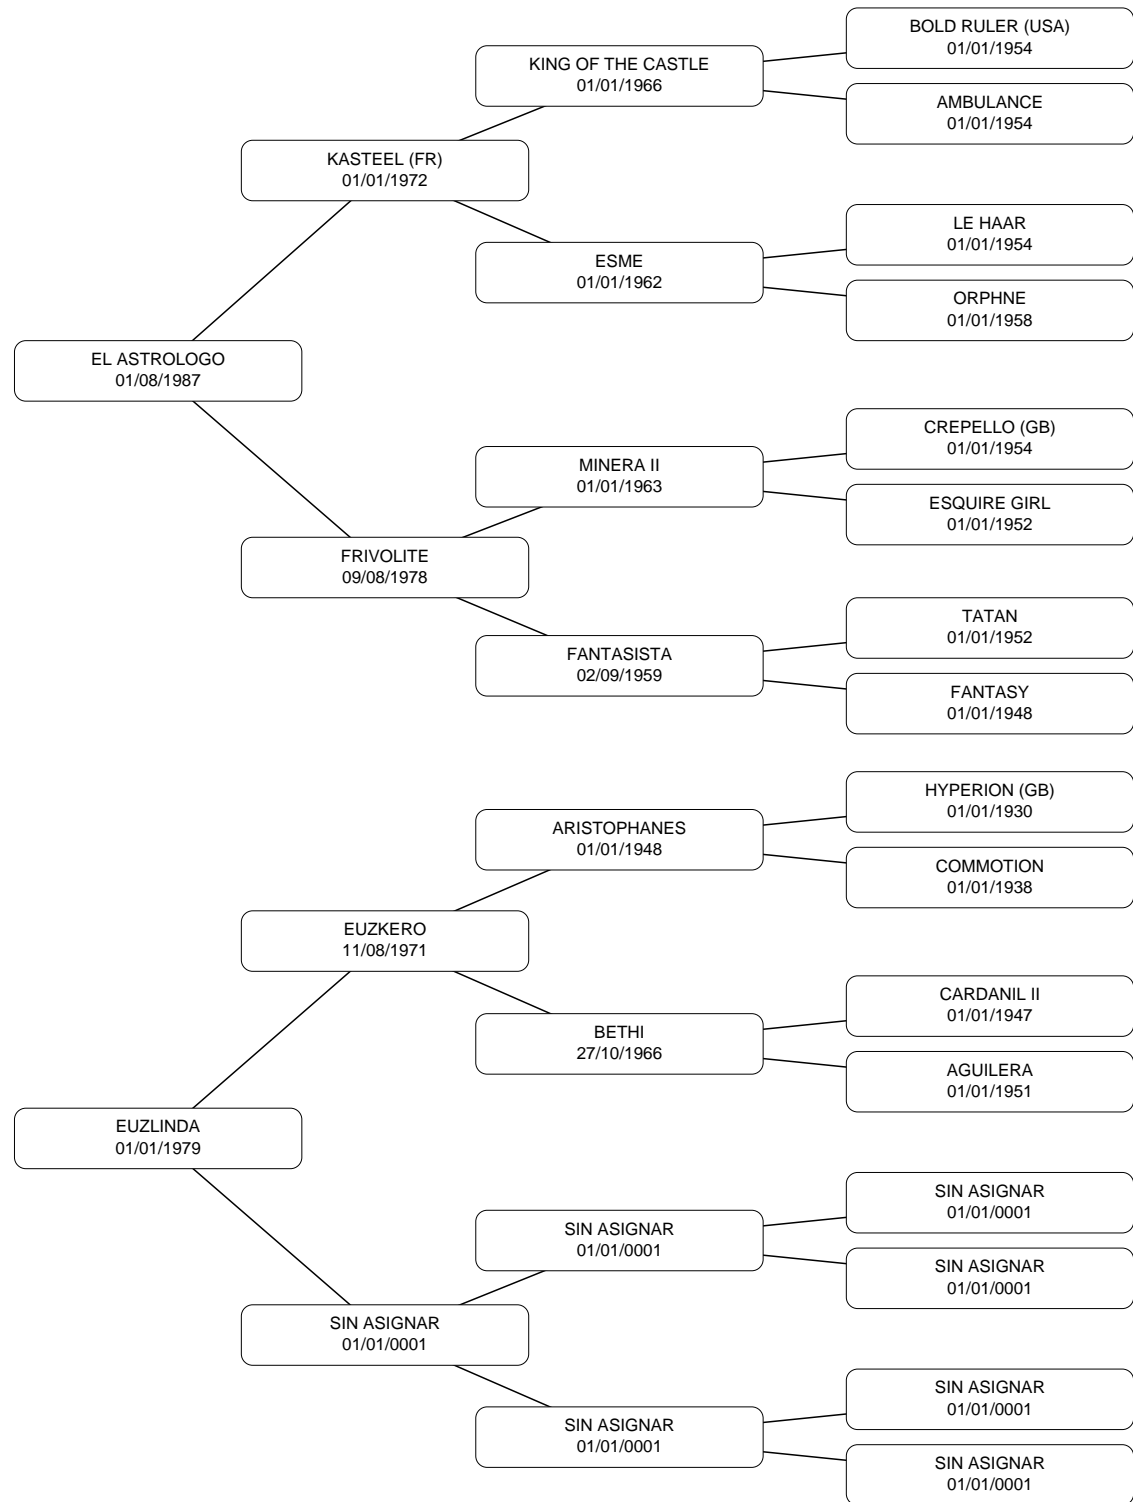 BOLD RULER (USA)
01/01/1954
KING OF THE CASTLE
01/01/1966
AMBULANCE
01/01/1954
KASTEEL (FR)
01/01/1972
LE HAAR
01/01/1954
ESME
01/01/1962
ORPHNE
01/01/1958
EL ASTROLOGO
01/08/1987
CREPELLO (GB)
01/01/1954
MINERA II
01/01/1963
ESQUIRE GIRL
01/01/1952
FRIVOLITE
09/08/1978
TATAN
01/01/1952
FANTASISTA
02/09/1959
FANTASY
01/01/1948
HYPERION (GB)
01/01/1930
ARISTOPHANES
01/01/1948
COMMOTION
01/01/1938
EUZKERO
11/08/1971
CARDANIL II
01/01/1947
BETHI
27/10/1966
AGUILERA
01/01/1951
EUZLINDA
01/01/1979
SIN ASIGNAR
01/01/0001
SIN ASIGNAR
01/01/0001
SIN ASIGNAR
01/01/0001
SIN ASIGNAR
01/01/0001
SIN ASIGNAR
01/01/0001
SIN ASIGNAR
01/01/0001
SIN ASIGNAR
01/01/0001